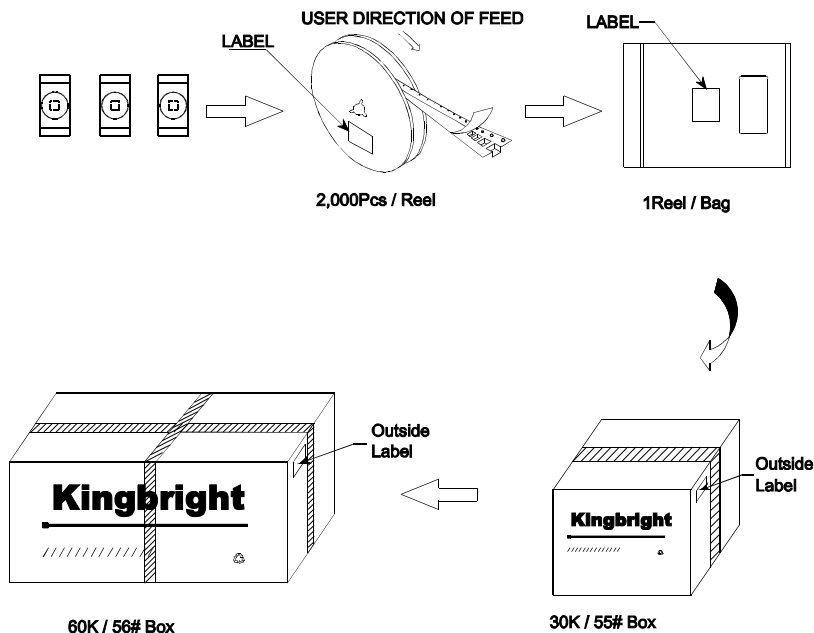 USER DIRECTION OF FEED
LABEL
LABEL
2,000Pcs / Reel
1Reel / Bag
Outside
Label
Kingbright
60K / 56# Box
Outside
Label
Kingbright
30K / 55# Box